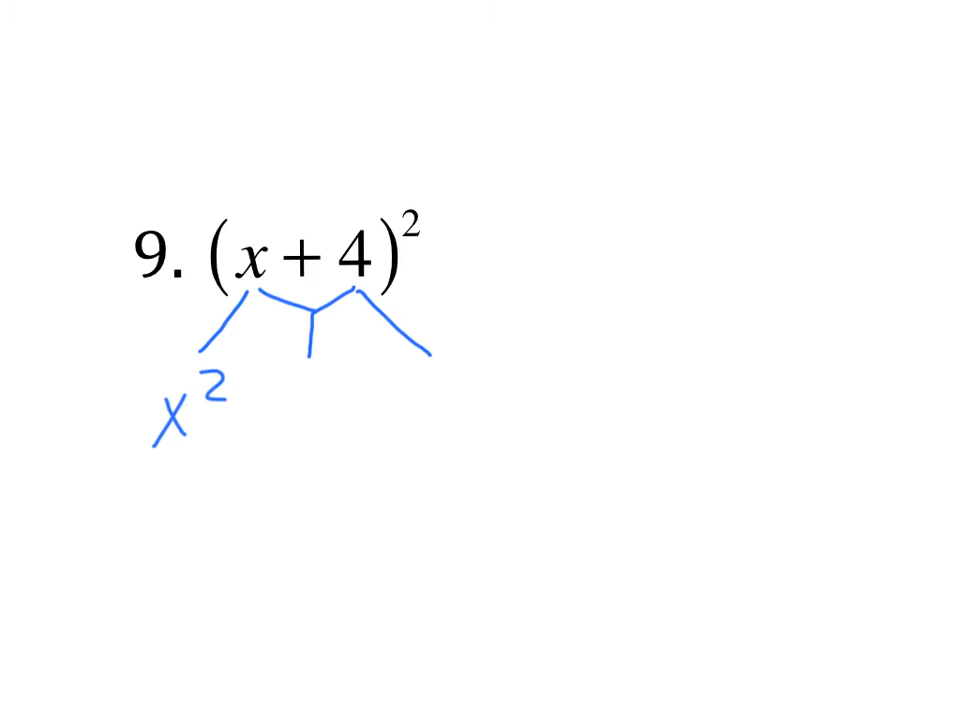 9. (x + 4)²
x²